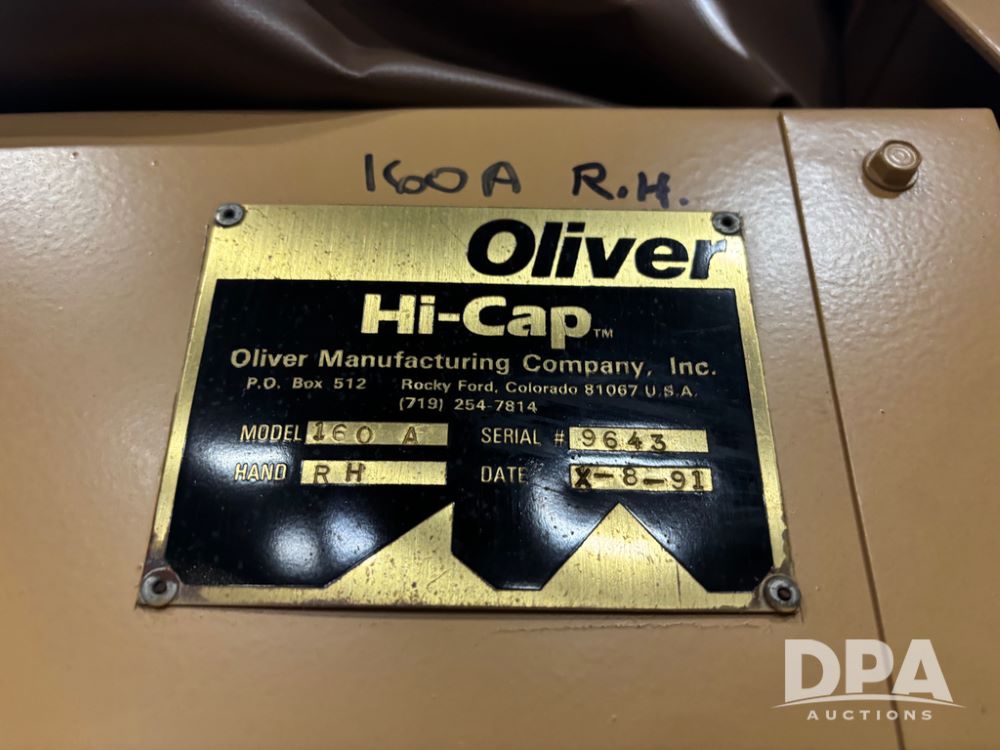 160A R.H.
Oliver
Hi-Cap™
Oliver Manufacturing Company, Inc.
P.O. Box 512 Rocky Ford, Colorado 81067 U.S.A.
(719) 254-7814
MODEL 160 A SERIAL # 9643
HAND RH DATE X-8-91
DPA
AUCTIONS